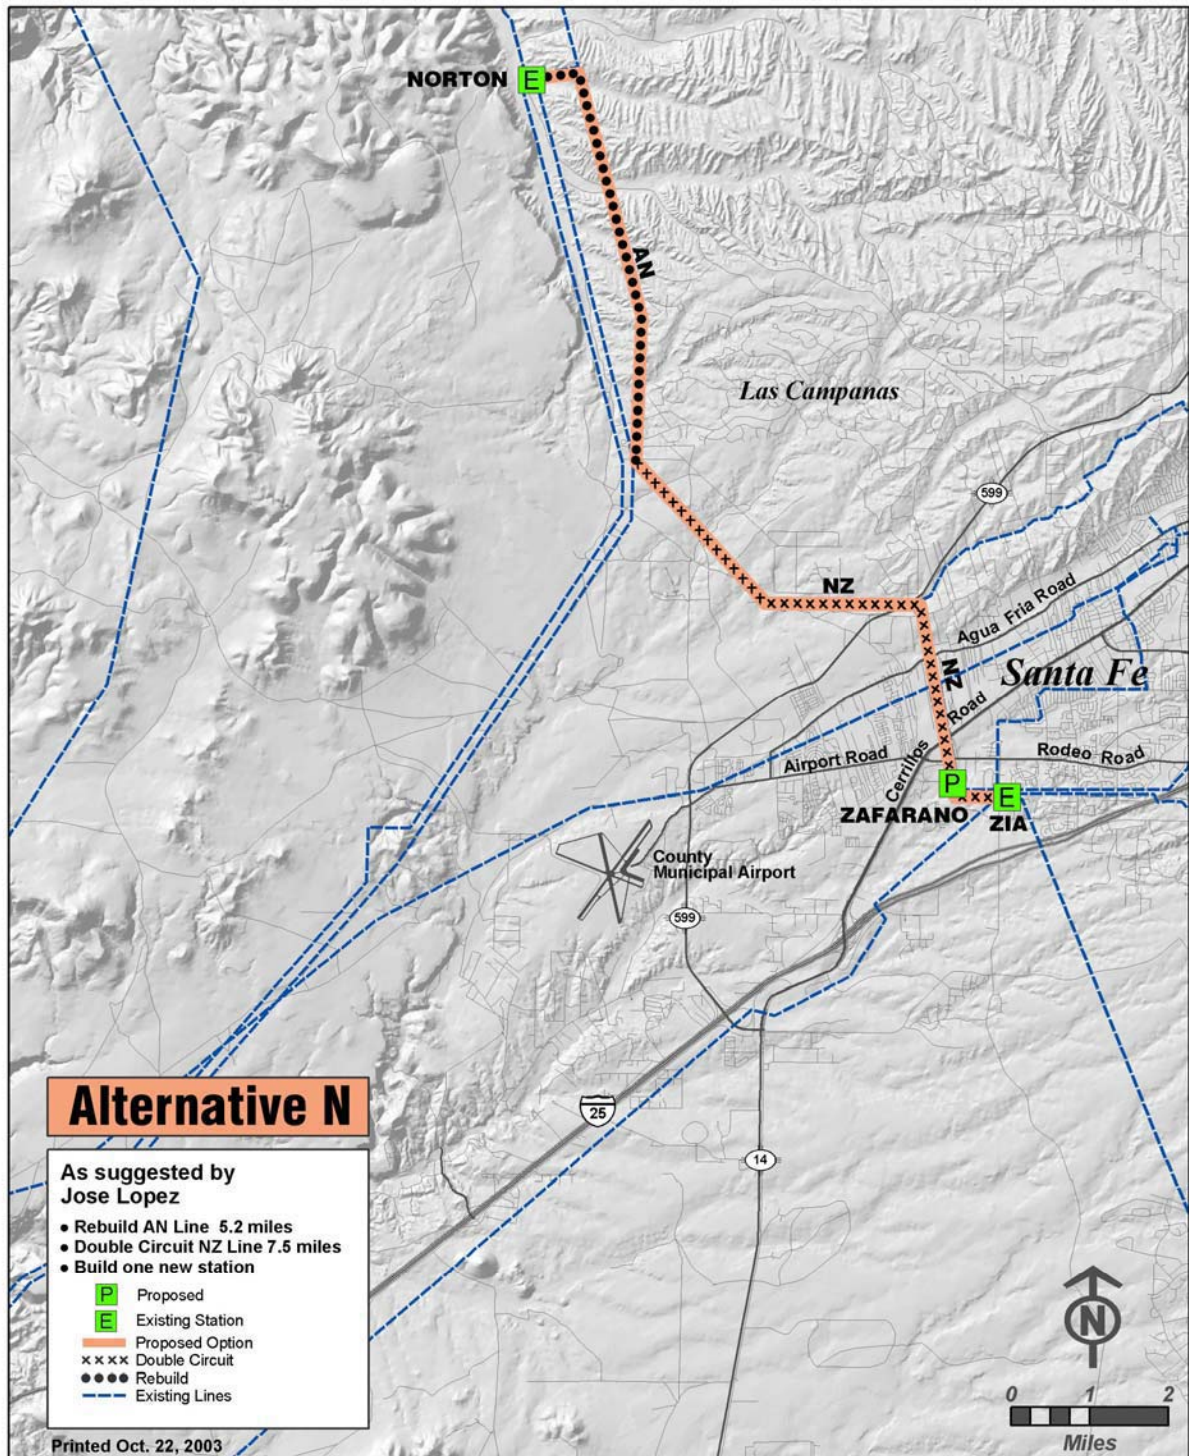 NORTON
E
AN
Las Campanas
599
NZ
Agua Fria Road
NZ
Santa Fe
Cerrillos Road
Airport Road
Rodeo Road
P
E
ZAFARANO
ZIA
County
Municipal Airport
599
25
14
Alternative N
As suggested by
Jose Lopez
• Rebuild AN Line 5.2 miles
• Double Circuit NZ Line 7.5 miles
• Build one new station
P Proposed
E Existing Station
Proposed Option
Double Circuit
Rebuild
Existing Lines
Printed Oct. 22, 2003
N
0 1 2
Miles